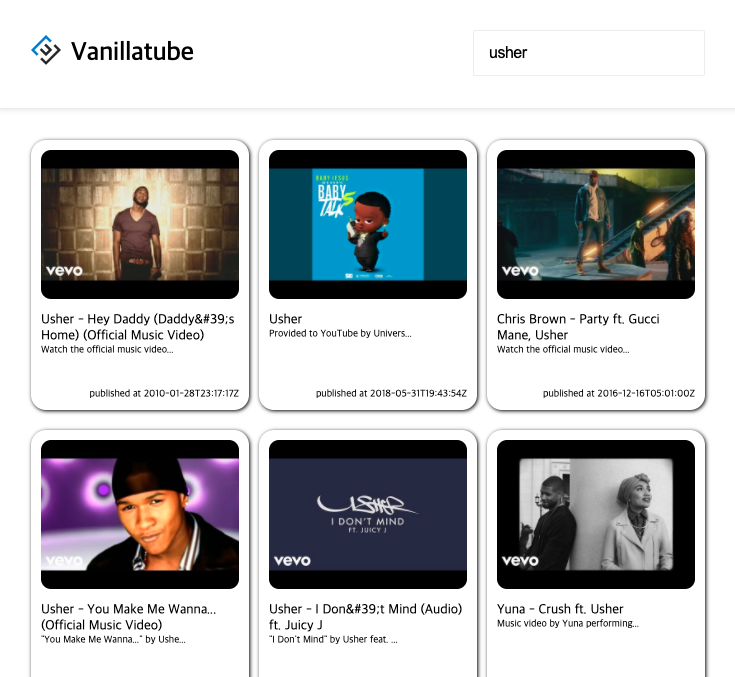 Vanillatube
usher
vevo
BABY JESUS
BABY
TALK 5
vevo
Usher - Hey Daddy (Daddy&#39;s
Home) (Official Music Video)
Watch the official music video...
published at 2010-01-28T23:17:17Z
Usher
Provided to YouTube by Univers...
published at 2018-05-31T19:43:54Z
Chris Brown - Party ft. Gucci
Mane, Usher
Watch the official music video...
published at 2016-12-16T05:01:00Z
vevo
USHER
I DON'T MIND
FT. JUICY J
vevo
vevo
Usher - You Make Me Wanna...
(Official Music Video)
"You Make Me Wanna..." by Ushe...
Usher - I Don&#39;t Mind (Audio)
ft. Juicy J
"I Don't Mind" by Usher feat. ...
Yuna - Crush ft. Usher
Music video by Yuna performing...